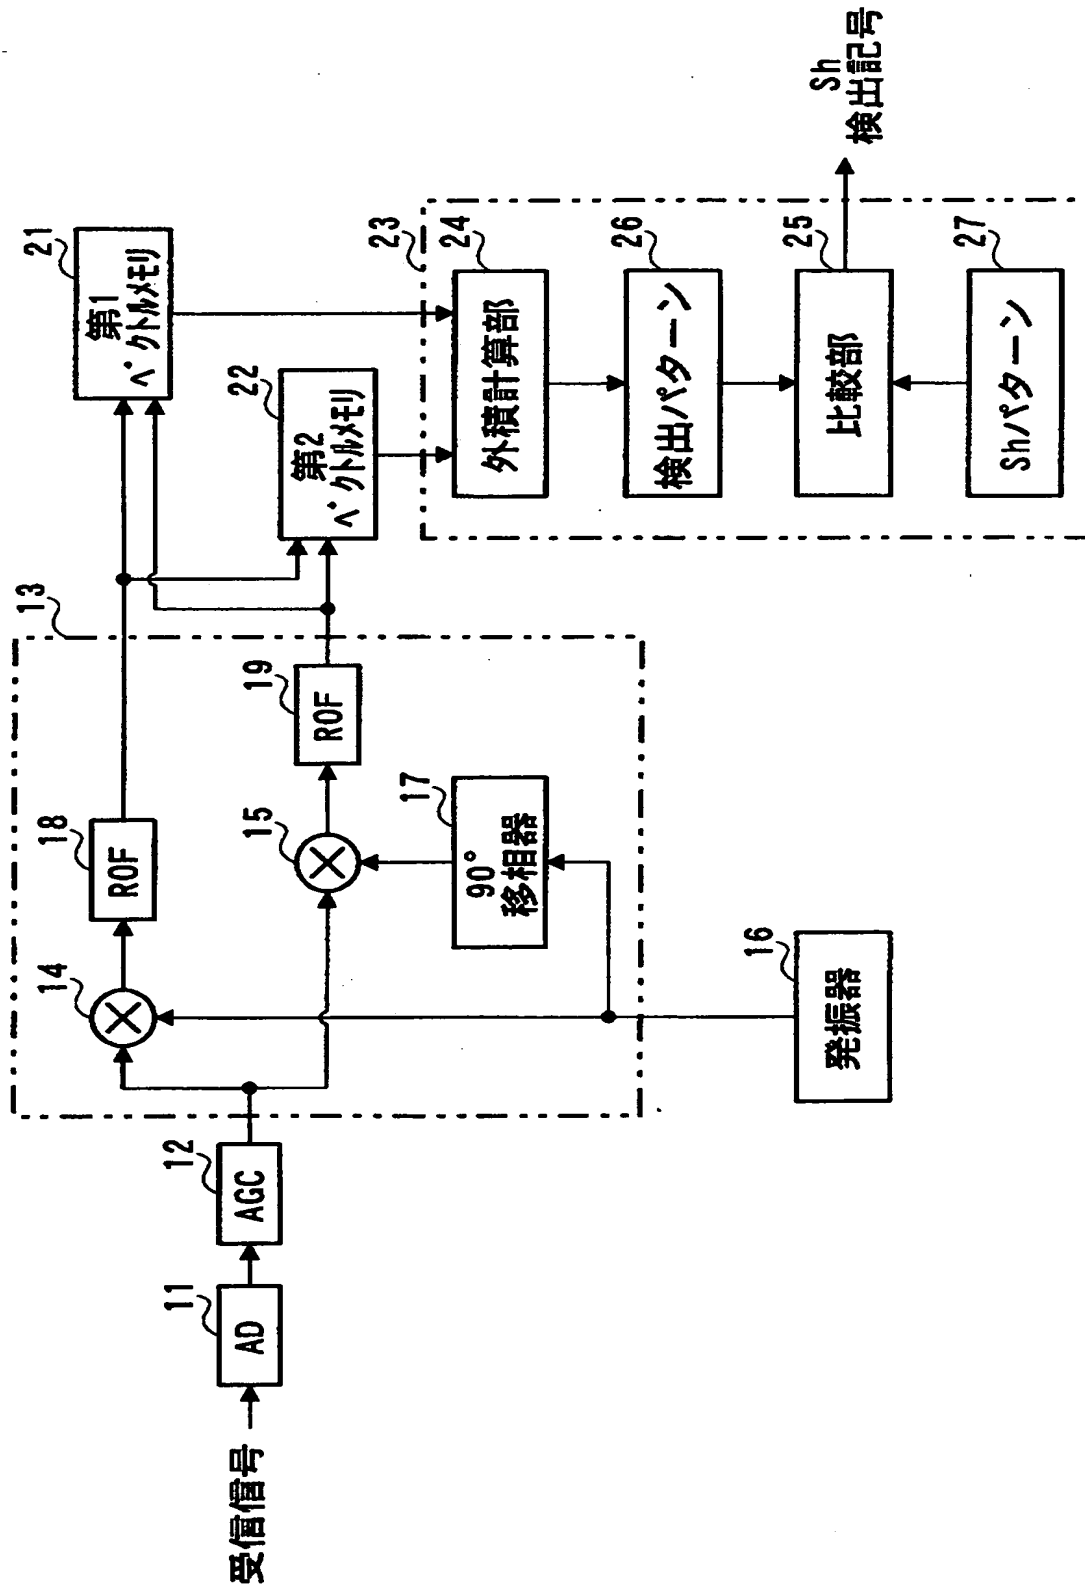 受信信号
11
AD
12
AGC
13
14
18
ROF
15
19
ROF
17
90°
移相器
16
発振器
21
第1
ベクトルメモリ
22
第2
ベクトルメモリ
23
24
外積計算部
26
検出パターン
25
比較部
27
Shパターン
Sh
検出記号